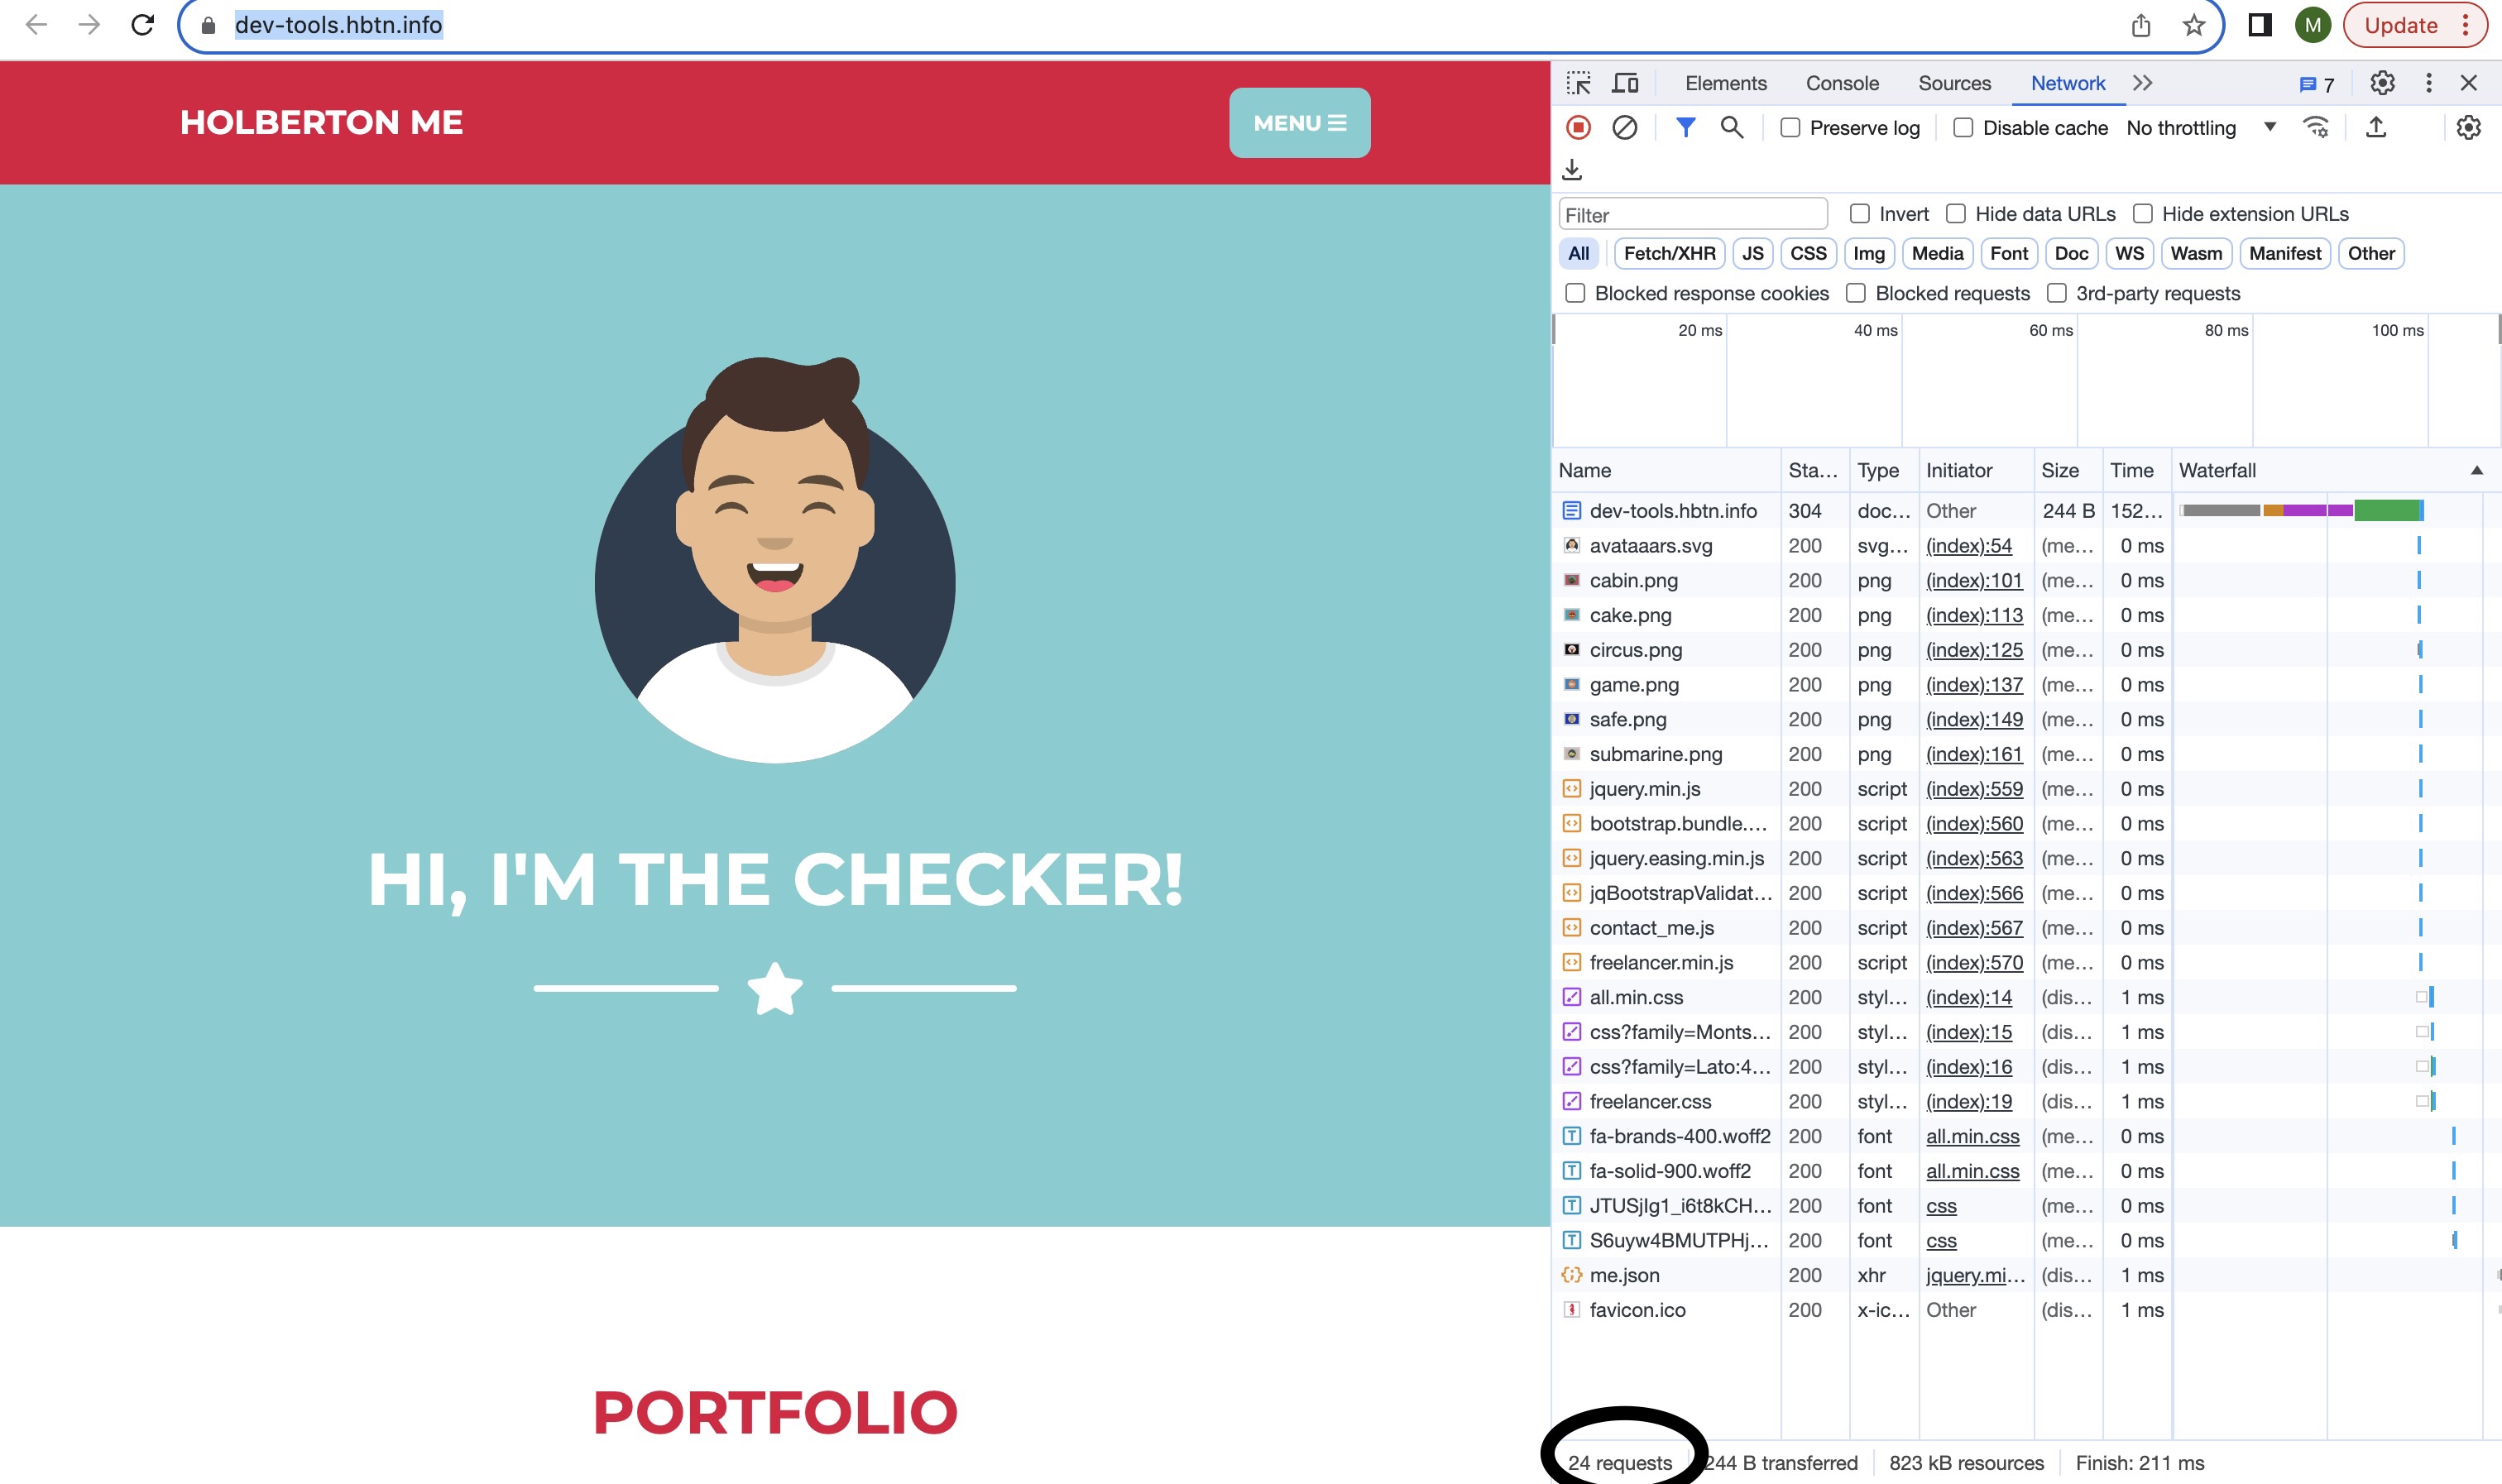 dev-tools.hbtn.info
M
Update
HOLBERTON ME
MENU
HI, I'M THE CHECKER!
PORTFOLIO
Elements Console Sources Network 7
Preserve log Disable cache No throttling
Filter Invert Hide data URLs Hide extension URLs
All Fetch/XHR JS CSS Img Media Font Doc WS Wasm Manifest Other
Blocked response cookies Blocked requests 3rd-party requests
20 ms 40 ms 60 ms 80 ms 100 ms
Name Sta… Type Initiator Size Time Waterfall
dev-tools.hbtn.info 304 doc… Other 244 B 152…
avataaars.svg 200 svg… (index):54 (me… 0 ms
cabin.png 200 png (index):101 (me… 0 ms
cake.png 200 png (index):113 (me… 0 ms
circus.png 200 png (index):125 (me… 0 ms
game.png 200 png (index):137 (me… 0 ms
safe.png 200 png (index):149 (me… 0 ms
submarine.png 200 png (index):161 (me… 0 ms
jquery.min.js 200 script (index):559 (me… 0 ms
bootstrap.bundle.… 200 script (index):560 (me… 0 ms
jquery.easing.min.js 200 script (index):563 (me… 0 ms
jqBootstrapValidat… 200 script (index):566 (me… 0 ms
contact_me.js 200 script (index):567 (me… 0 ms
freelancer.min.js 200 script (index):570 (me… 0 ms
all.min.css 200 styl… (index):14 (dis… 1 ms
css?family=Monts… 200 styl… (index):15 (dis… 1 ms
css?family=Lato:4… 200 styl… (index):16 (dis… 1 ms
freelancer.css 200 styl… (index):19 (dis… 1 ms
fa-brands-400.woff2 200 font all.min.css (me… 0 ms
fa-solid-900.woff2 200 font all.min.css (me… 0 ms
JTUSjIg1_i6t8kCH… 200 font css (me… 0 ms
S6uyw4BMUTPHj… 200 font css (me… 0 ms
me.json 200 xhr jquery.mi… (dis… 1 ms
favicon.ico 200 x-ic… Other (dis… 1 ms
24 requests 244 B transferred 823 kB resources Finish: 211 ms